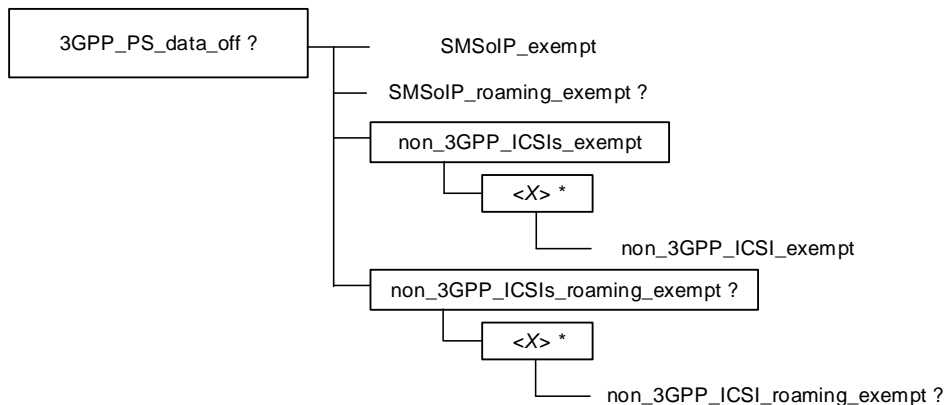 3GPP_PS_data_off ?
SMSoIP_exempt
SMSoIP_roaming_exempt ?
non_3GPP_ICSIs_exempt
<X> *
non_3GPP_ICSI_exempt
non_3GPP_ICSIs_roaming_exempt ?
<X> *
non_3GPP_ICSI_roaming_exempt ?